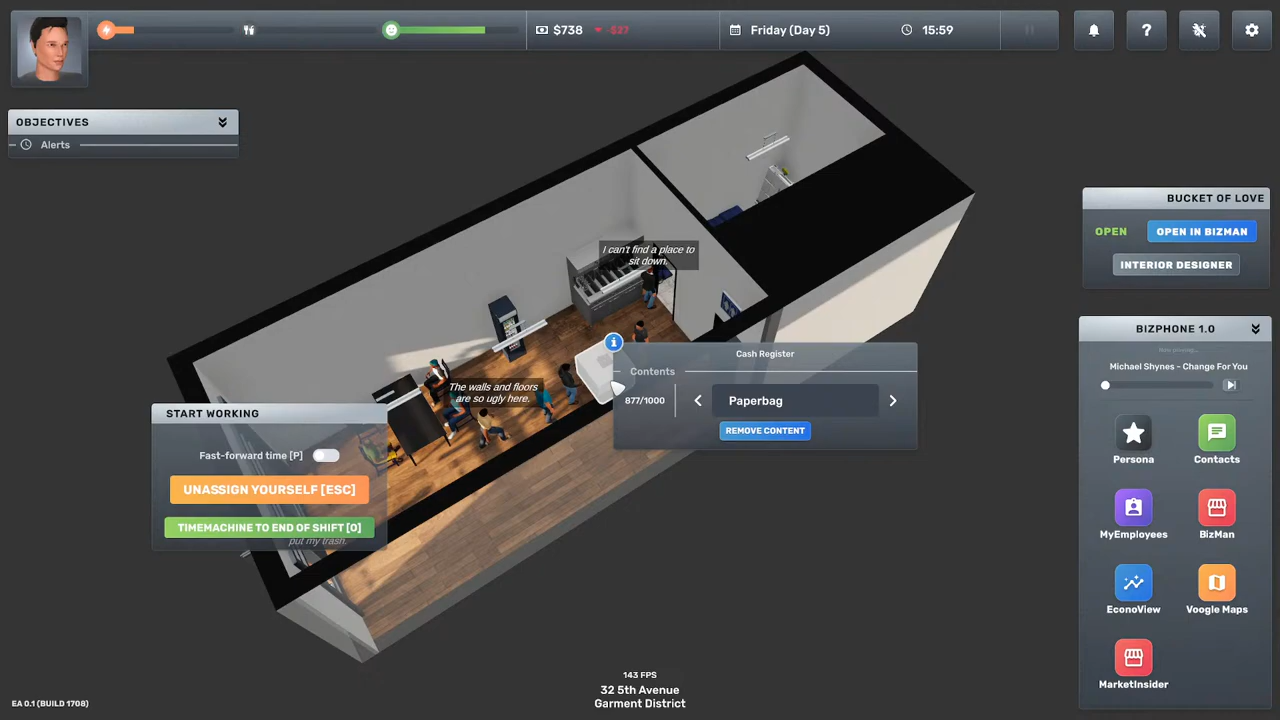 $738
-527
Friday (Day 5)
15:59
?
OBJECTIVES
Alerts
BUCKET OF LOVE
OPEN
OPEN IN BIZMAN
INTERIOR DESIGNER
I can't find a place to
sit down.
The walls and floors
are so ugly here.
Cash Register
Contents
877/1000
Paperbag
REMOVE CONTENT
START WORKING
Fast-forward time [P]
UNASSIGN YOURSELF [ESC]
TIMEMACHINE TO END OF SHIFT [O]
put my trash.
BIZPHONE 1.0
Now playing...
Michael Shynes - Change For You
Persona
Contacts
MyEmployees
BizMan
EconoView
Voogle Maps
MarketInsider
143 FPS
32 5th Avenue
Garment District
EA 0.1 (BUILD 1708)